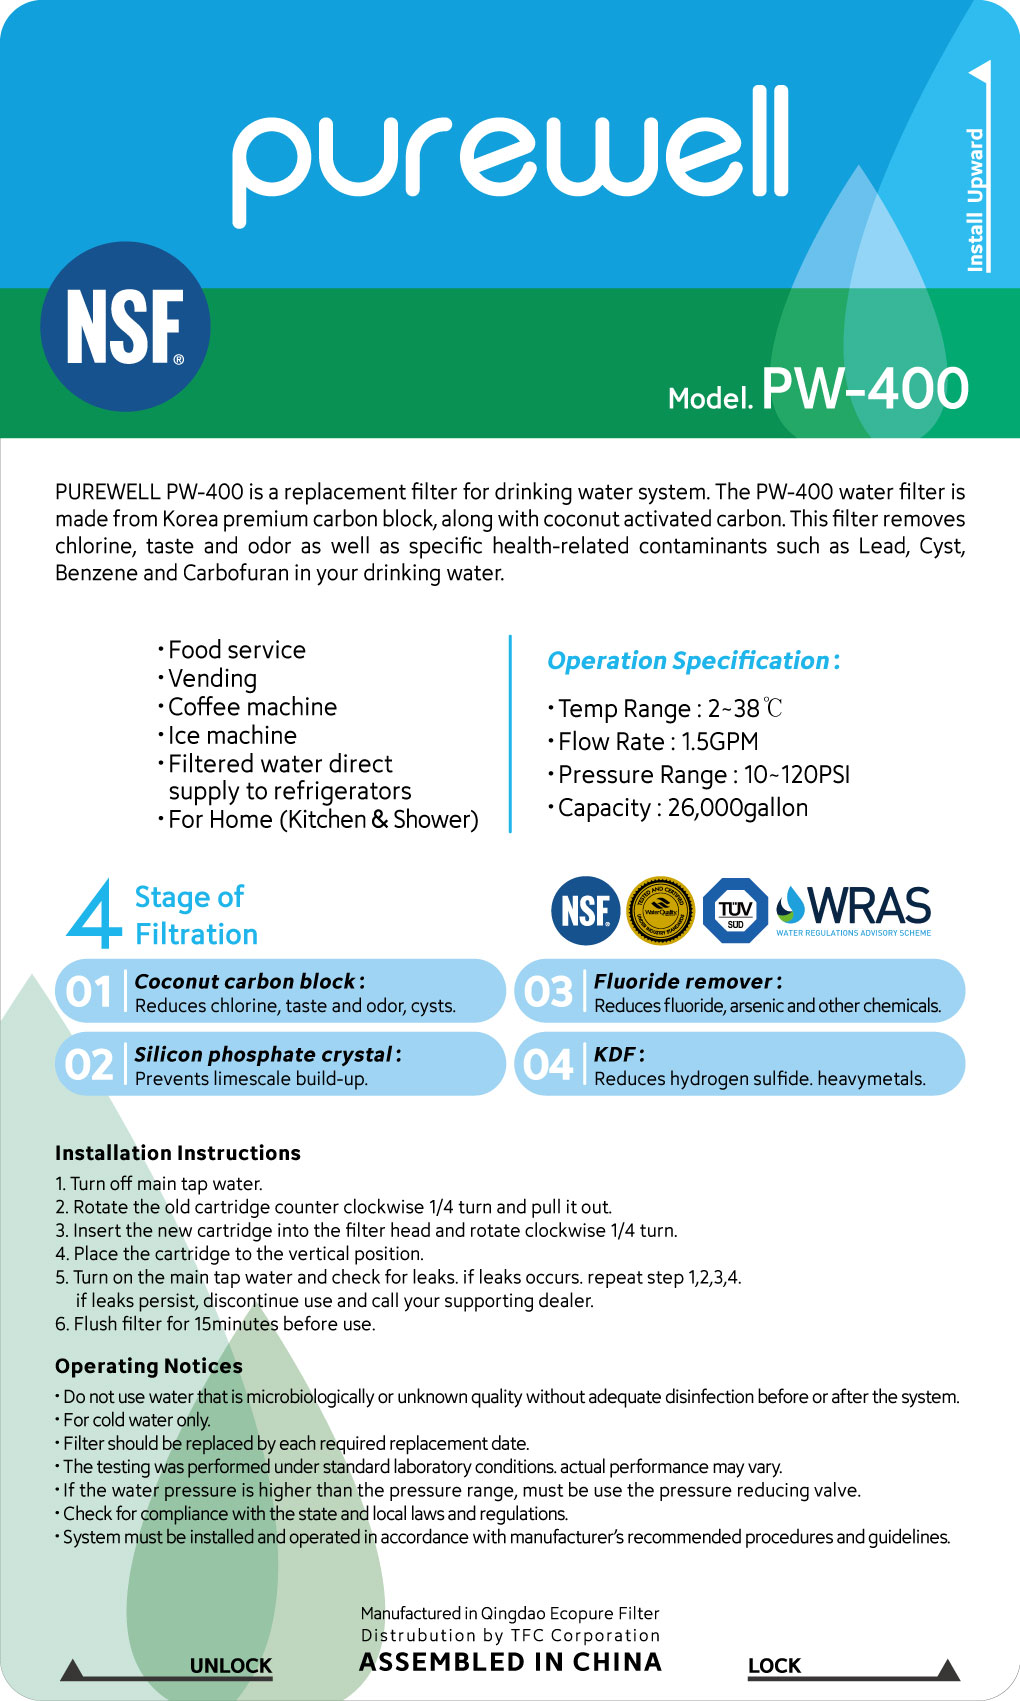 purewell
Install Upward
NSF®
Model. PW-400
PUREWELL PW-400 is a replacement filter for drinking water system. The PW-400 water filter is
made from Korea premium carbon block, along with coconut activated carbon. This filter removes
chlorine, taste and odor as well as specific health-related contaminants such as Lead, Cyst,
Benzene and Carbofuran in your drinking water.
· Food service
· Vending
· Coffee machine
· Ice machine
· Filtered water direct
supply to refrigerators
· For Home (Kitchen & Shower)
Operation Specification :
· Temp Range : 2~38℃
· Flow Rate : 1.5GPM
· Pressure Range : 10~120PSI
· Capacity : 26,000gallon
4 Stage of
Filtration
NSF®
TESTED AND CERTIFIED
Water Quality
UNDER INDUSTRY STANDARDS
TÜV
SÜD
WRAS
WATER REGULATIONS ADVISORY SCHEME
01 Coconut carbon block :
Reduces chlorine, taste and odor, cysts.
02 Silicon phosphate crystal :
Prevents limescale build-up.
03 Fluoride remover :
Reduces fluoride, arsenic and other chemicals.
04 KDF :
Reduces hydrogen sulfide. heavymetals.
Installation Instructions
1. Turn off main tap water.
2. Rotate the old cartridge counter clockwise 1/4 turn and pull it out.
3. Insert the new cartridge into the filter head and rotate clockwise 1/4 turn.
4. Place the cartridge to the vertical position.
5. Turn on the main tap water and check for leaks. if leaks occurs. repeat step 1,2,3,4.
if leaks persist, discontinue use and call your supporting dealer.
6. Flush filter for 15minutes before use.
Operating Notices
· Do not use water that is microbiologically or unknown quality without adequate disinfection before or after the system.
· For cold water only.
· Filter should be replaced by each required replacement date.
· The testing was performed under standard laboratory conditions. actual performance may vary.
· If the water pressure is higher than the pressure range, must be use the pressure reducing valve.
· Check for compliance with the state and local laws and regulations.
· System must be installed and operated in accordance with manufacturer's recommended procedures and guidelines.
Manufactured in Qingdao Ecopure Filter
Distrubution by TFC Corporation
ASSEMBLED IN CHINA
UNLOCK
LOCK